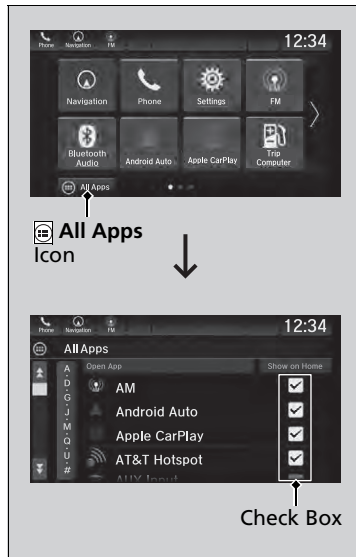 Phone Navigation FM 12:34
Navigation Phone Settings FM
Bluetooth Audio Android Auto Apple CarPlay Trip Computer
All Apps
All Apps
Icon
Phone Navigation FM 12:34
All Apps
Open App Show on Home
A
D
G
J
M
Q
U
#
AM
Android Auto
Apple CarPlay
AT&T Hotspot
AUX Input
Check Box